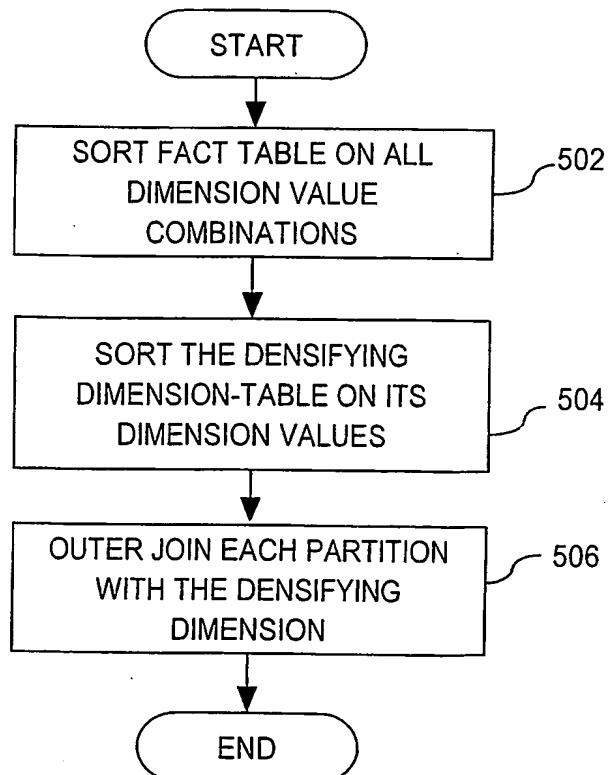 START
SORT FACT TABLE ON ALL
DIMENSION VALUE
COMBINATIONS
502
SORT THE DENSIFYING
DIMENSION-TABLE ON ITS
DIMENSION VALUES
504
OUTER JOIN EACH PARTITION
WITH THE DENSIFYING
DIMENSION
506
END